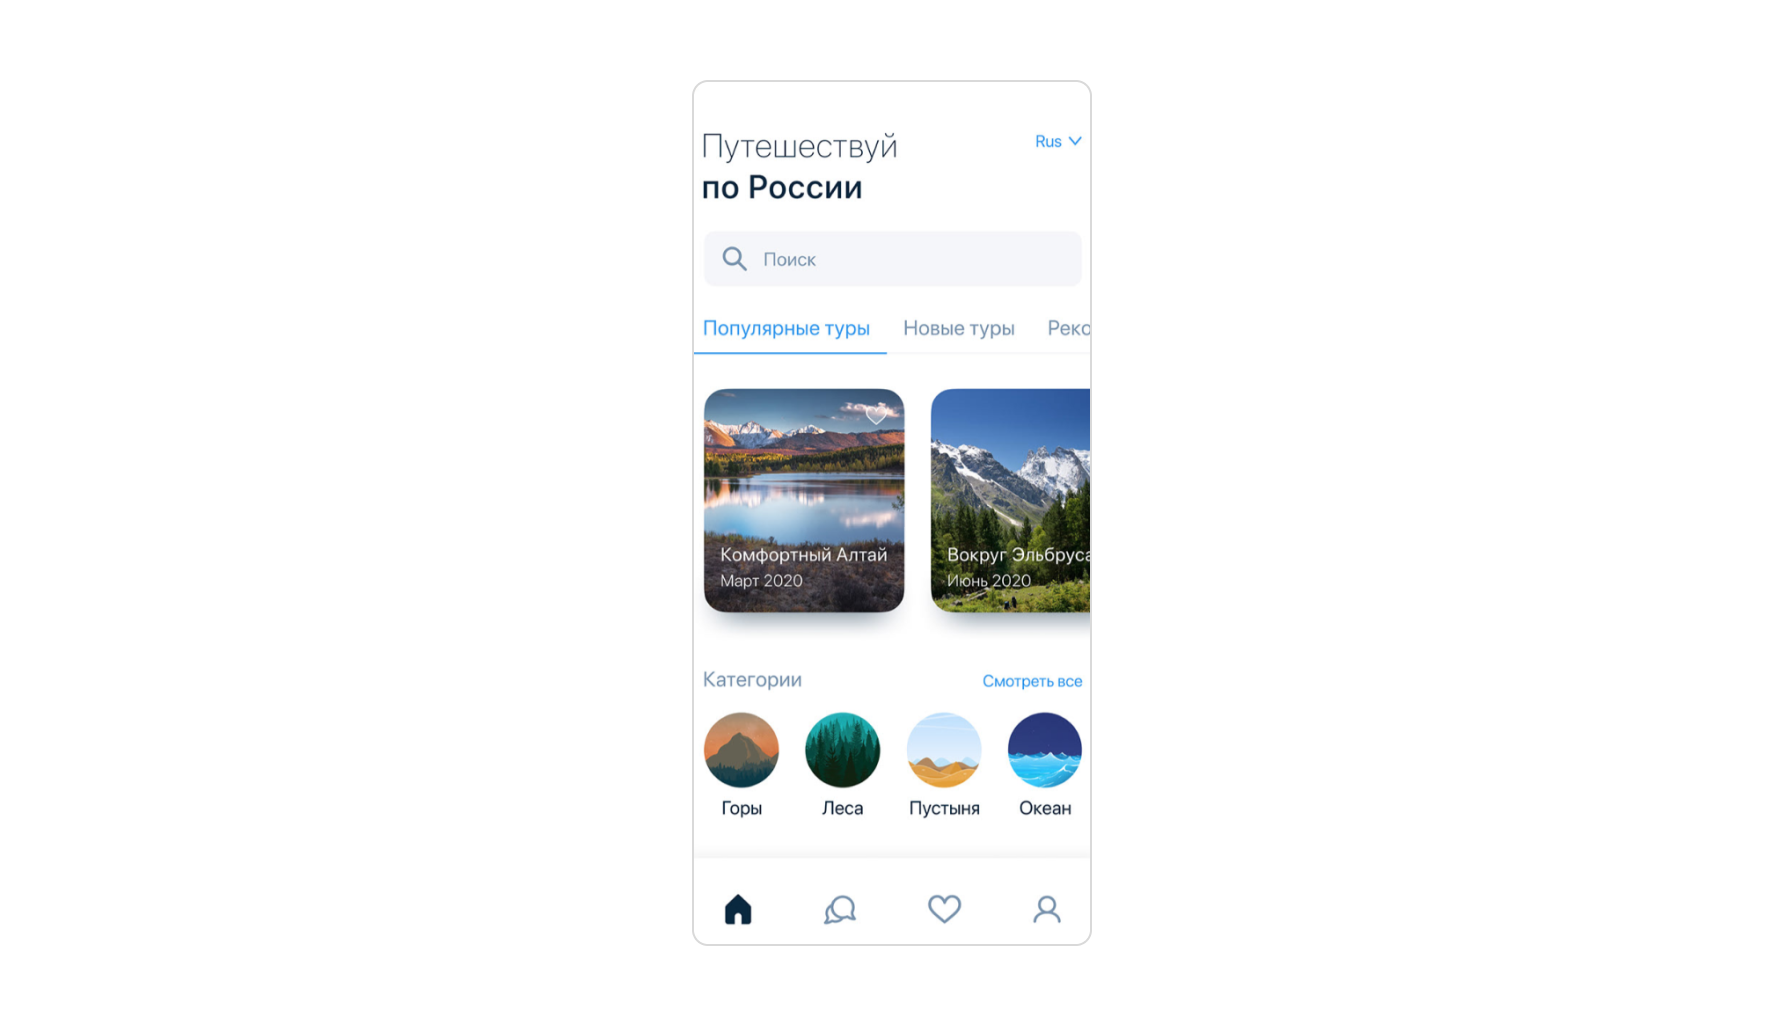 Путешествуй
Rus
по России
Поиск
Популярные туры Новые туры Реко
Комфортный Алтай
Март 2020
Вокруг Эльбруса
Июнь 2020
Категории
Смотреть все
Горы
Леса
Пустыня
Океан